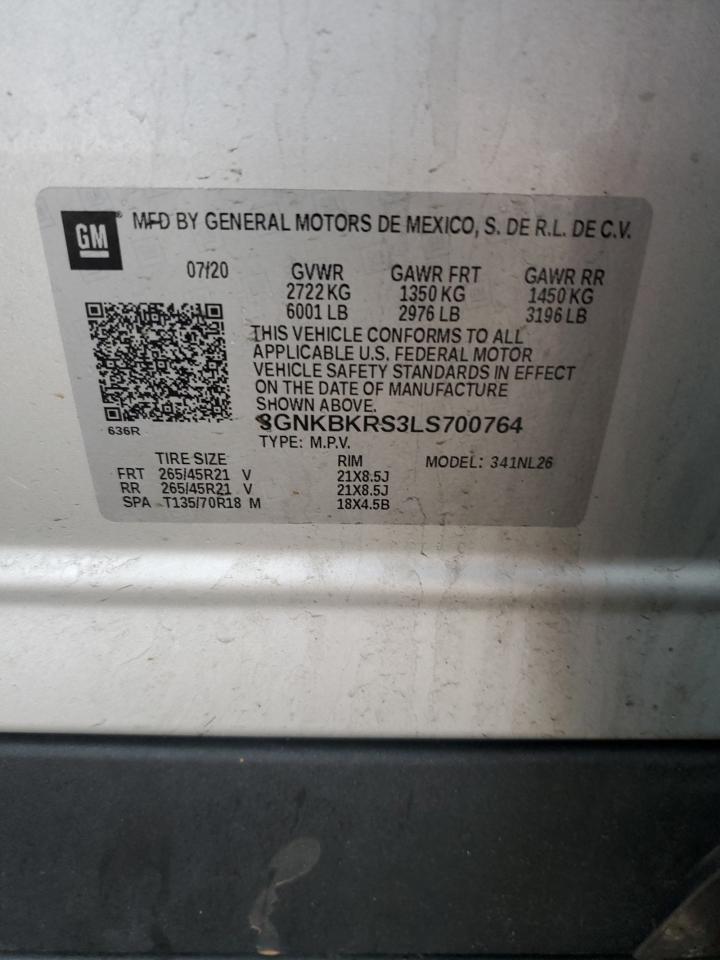 GM ® MFD BY GENERAL MOTORS DE MEXICO, S. DE R.L. DE C.V.
07/20 GVWR GAWR FRT GAWR RR
2722 KG 1350 KG 1450 KG
6001 LB 2976 LB 3196 LB
THIS VEHICLE CONFORMS TO ALL
APPLICABLE U.S. FEDERAL MOTOR
VEHICLE SAFETY STANDARDS IN EFFECT
ON THE DATE OF MANUFACTURE
SHOWN ABOVE.
636R
3GNKBKRS3LS700764
TYPE: M.P.V.
TIRE SIZE RIM MODEL: 341NL26
FRT 265/45R21 V 21X8.5J
RR 265/45R21 V 21X8.5J
SPA T135/70R18 M 18X4.5B